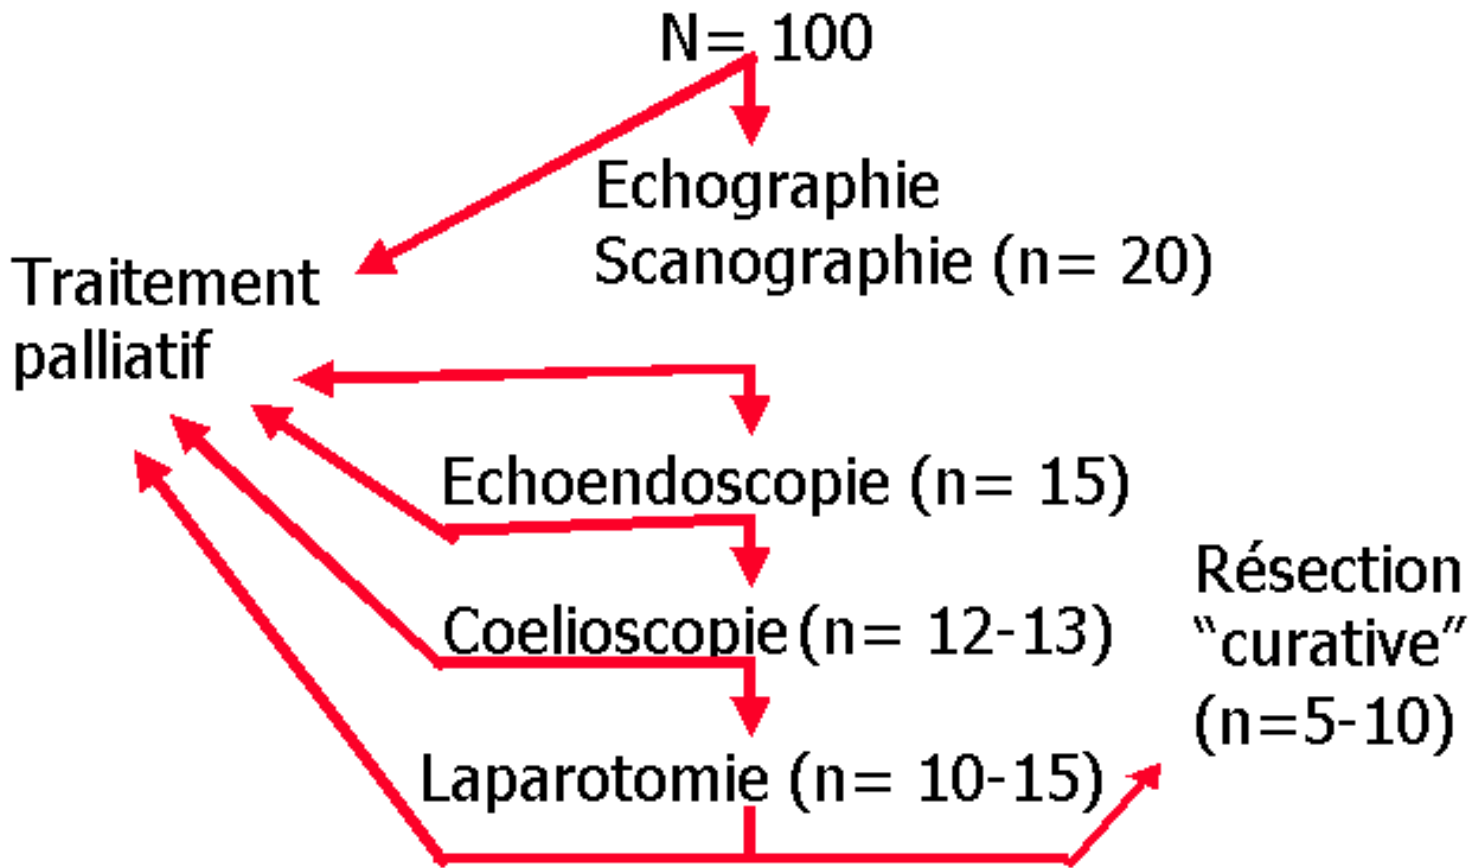 N= 100
Echographie
Scanographie (n= 20)
Traitement
palliatif
Echoendoscopie (n= 15)
Coelioscopie (n= 12-13)
Résection
“curative”
(n=5-10)
Laparotomie (n= 10-15)